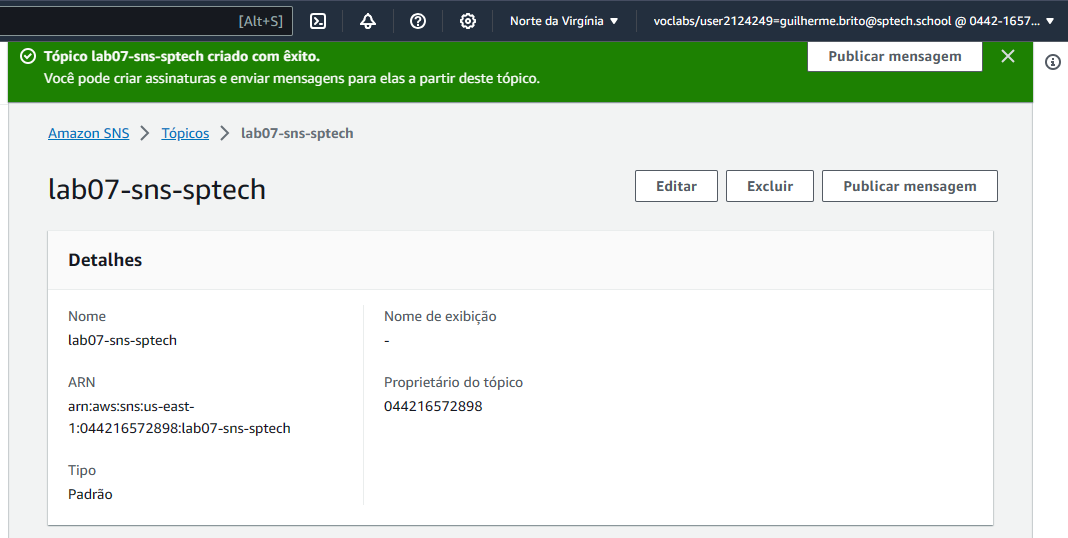 [Alt+S] Norte da Virgínia voclabs/user2124249=guilherme.brito@sptech.school @ 0442-1657...
Tópico lab07-sns-sptech criado com êxito.
Você pode criar assinaturas e enviar mensagens para elas a partir deste tópico.
Publicar mensagem
Amazon SNS Tópicos lab07-sns-sptech
lab07-sns-sptech
Editar Excluir Publicar mensagem
Detalhes
Nome
lab07-sns-sptech
ARN
arn:aws:sns:us-east-
1:044216572898:lab07-sns-sptech
Tipo
Padrão
Nome de exibição
-
Proprietário do tópico
044216572898